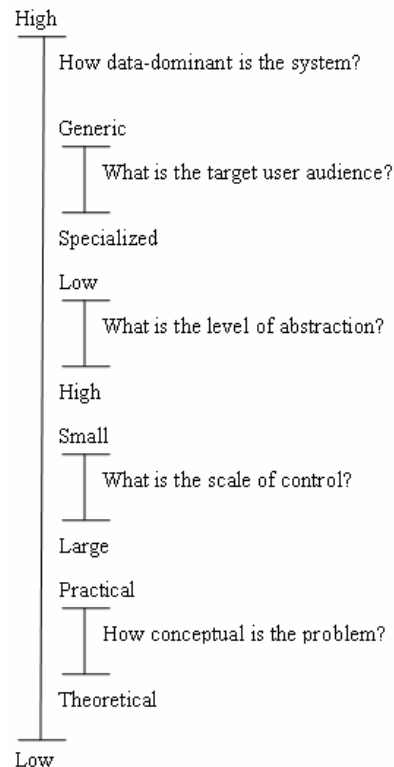 High
How data-dominant is the system?
Generic
What is the target user audience?
Specialized
Low
What is the level of abstraction?
High
Small
What is the scale of control?
Large
Practical
How conceptual is the problem?
Theoretical
Low